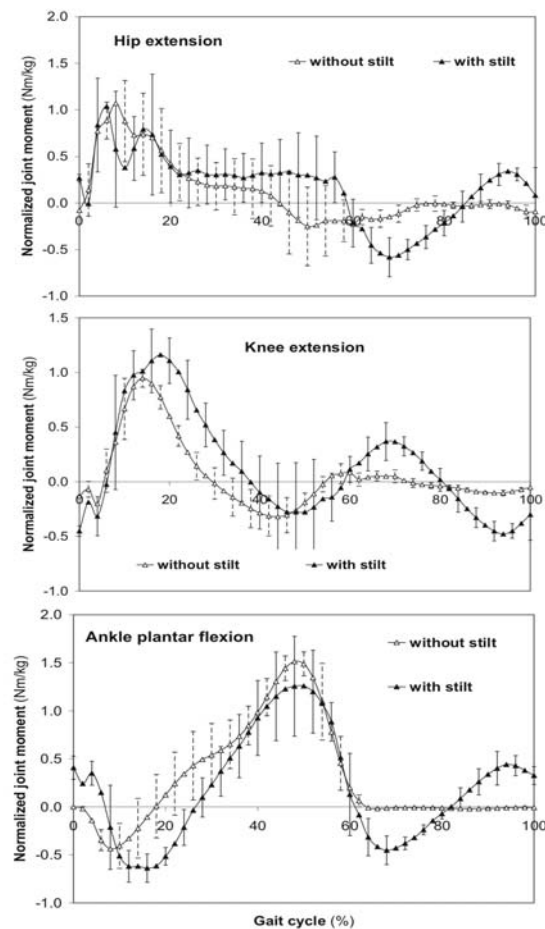 2.0
Hip extension
1.5
without stilt
with stilt
1.0
0.5
0.0
0
20
40
60
80
100
-0.5
-1.0
Normalized joint moment (Nm/kg)
1.5
Knee extension
1.0
0.5
0.0
0
20
40
60
80
100
-0.5
without stilt
with stilt
-1.0
Normalized joint moment (Nm/kg)
2.0
Ankle plantar flexion
without stilt
1.5
with stilt
1.0
0.5
0.0
0
20
40
60
80
100
-0.5
-1.0
Normalized joint moment (Nm/kg)
Gait cycle (%)